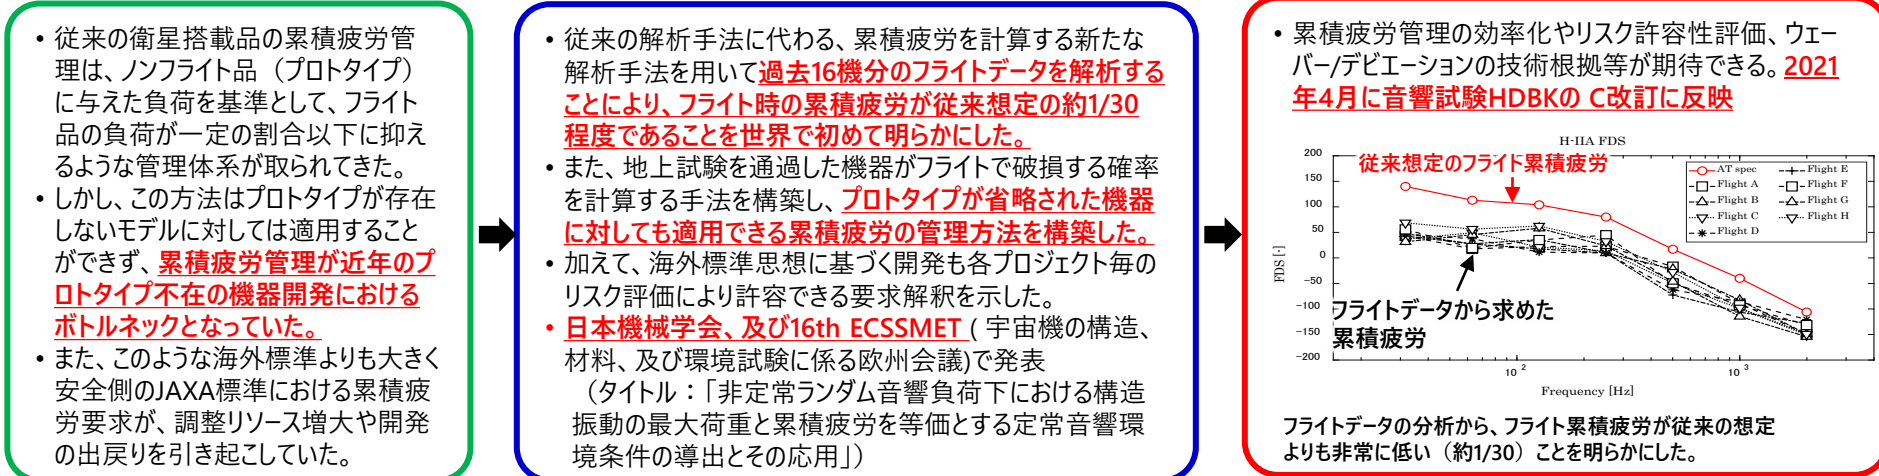 • 従来の衛星搭載品の累積疲労管
理は、ノンフライト品（プロトタイプ）
に与えた負荷を基準として、フライト
品の負荷が一定の割合以下に抑え
るような管理体系が取られてきた。
• しかし、この方法はプロトタイプが存在
しないモデルに対しては適用すること
ができず、累積疲労管理が近年のプ
ロトタイプ不在の機器開発における
ボトルネックとなっていた。
• また、このような海外標準よりも大きく
安全側のJAXA標準における累積疲
労要求が、調整リソース増大や開発
の出戻りを引き起こしていた。
• 従来の解析手法に代わる、累積疲労を計算する新たな
解析手法を用いて過去16機分のフライトデータを解析する
ことにより、フライト時の累積疲労が従来想定の約1/30
程度であることを世界で初めて明らかにした。
• また、地上試験を通過した機器がフライトで破損する確率
を計算する手法を構築し、プロトタイプが省略された機器
に対しても適用できる累積疲労の管理方法を構築した。
• 加えて、海外標準思想に基づく開発も各プロジェクト毎の
リスク評価により許容できる要求解釈を示した。
• 日本機械学会、及び16th ECSSMET ( 宇宙機の構造、
材料、及び環境試験に係る欧州会議)で発表
（タイトル：「非定常ランダム音響負荷下における構造
振動の最大荷重と累積疲労を等価とする定常音響環
境条件の導出とその応用」）
• 累積疲労管理の効率化やリスク許容性評価、ウェー
バー/デビエーションの技術根拠等が期待できる。2021
年4月に音響試験HDBKの C改訂に反映
H-IIA FDS
従来想定のフライト累積疲労
AT spec
Flight A
Flight B
Flight C
Flight D
Flight E
Flight F
Flight G
Flight H
200
150
100
50
0
−50
−100
−150
−200
FDS [-]
フライトデータから求めた
累積疲労
10²
10³
Frequency [Hz]
フライトデータの分析から、フライト累積疲労が従来の想定
よりも非常に低い（約1/30）ことを明らかにした。